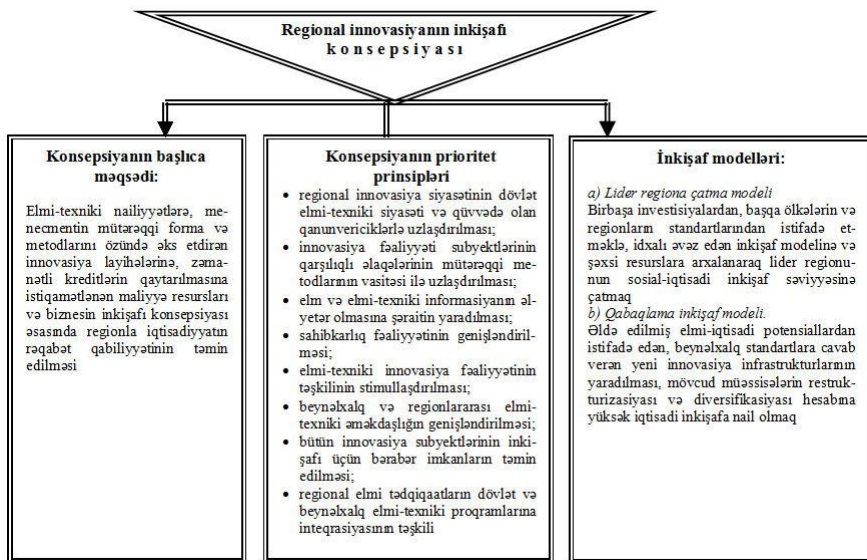 Regional innovasiyanın inkişafı
konsepsiyası
Konsepsiyanın başlıca
məqsədi:
Elmi-texniki nailiyyətlərə, me-
necmentin mütərəqqi forma və
metodlarını özündə əks etdirən
innovasiya layihələrinə, zəma-
nətli kreditlərin qaytarılmasına
istiqamətlənən maliyyə resursları
və biznesin inkişafı konsepsiyası
əsasında regionla iqtisadiyyatın
rəqabət qabiliyyətinin təmin
edilməsi
Konsepsiyanın prioritet
prinsipləri
• regional innovasiya siyasətinin dövlət
elmi-texniki siyasəti və qüvvədə olan
qanunvericiklərlə uzlaşdırılması;
• innovasiya fəaliyyəti subyektlərinin
qarşılıqlı əlaqələrinin mütərəqqi me-
todlarının vasitəsi ilə uzlaşdırılması;
• elm və elmi-texniki informasiyanın əl-
yetər olmasına şəraitin yaradılması;
• sahibkarlıq fəaliyyətinin genişləndiril-
məsi;
• elmi-texniki innovasiya fəaliyyətinin
təşkilinin stimullaşdırılması;
• beynəlxalq və regionlararası elmi-
texniki əməkdaşlığın genişləndirilməsi;
• bütün innovasiya subyektlərinin inki-
şafı üçün bərabər imkanların təmin
edilməsi;
• regional elmi tədqiqaatların dövlət və
beynəlxalq elmi-texniki proqramlarına
inteqrasiyasının təşkili
İnkişaf modelləri:
a) Lider regiona çatma modeli
Birbaşa investisiyalardan, başqa ölkələrin və
regionların standartlarından istifadə et-
məklə, idxalı əvəz edən inkişaf modelinə və
şəxsi resurslara arxalanaraq lider regionu-
nun sosial-iqtisadi inkişaf səviyyəsinə
çatmaq
b) Qabaqlama inkişaf modeli.
Əldə edilmiş elmi-iqtisadi potensiallardan
istifadə edən, beynəlxalq standartlara cavab
verən yeni innovasiya infrastrukturlarının
yaradılması, mövcud müəssisələrin restruk-
turizasiyası və diversifikasiyası hesabına
yüksək iqtisadi inkişafa nail olmaq